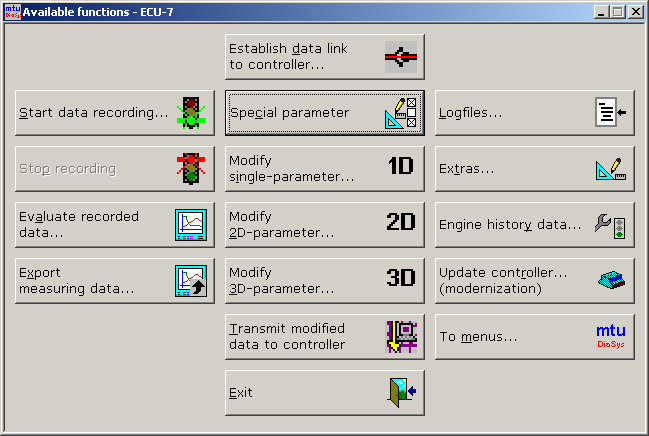 mtu
DiaSys
Available functions - ECU-7
Establish data link
to controller...
Start data recording...
Special parameter
Logfiles...
Stop recording
Modify
single-parameter...
1D
Extras...
Evaluate recorded
data...
Modify
2D-parameter...
2D
Engine history data...
Export
measuring data...
Modify
3D-parameter...
3D
Update controller...
(modernization)
Transmit modified
data to controller
To menus...
mtu
DiaSys
Exit